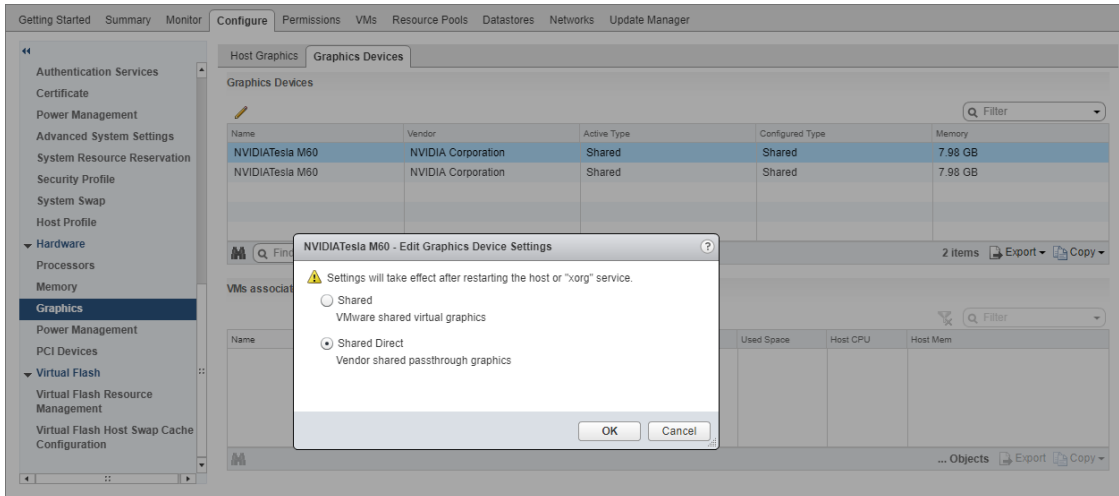 Getting Started Summary Monitor Configure Permissions VMs Resource Pools Datastores Networks Update Manager
Authentication Services
Certificate
Power Management
Advanced System Settings
System Resource Reservation
Security Profile
System Swap
Host Profile
Hardware
Processors
Memory
Graphics
Power Management
PCI Devices
Virtual Flash
Virtual Flash Resource
Management
Virtual Flash Host Swap Cache
Configuration
Host Graphics Graphics Devices
Graphics Devices
Filter
Name Vendor Active Type Configured Type Memory
NVIDIATesla M60 NVIDIA Corporation Shared Shared 7.98 GB
NVIDIATesla M60 NVIDIA Corporation Shared Shared 7.98 GB
2 items Export Copy
Filter
Name Used Space Host CPU Host Mem
... Objects Export Copy
NVIDIATesla M60 - Edit Graphics Device Settings ?
Settings will take effect after restarting the host or "xorg" service.
Shared
VMware shared virtual graphics
Shared Direct
Vendor shared passthrough graphics
OK Cancel